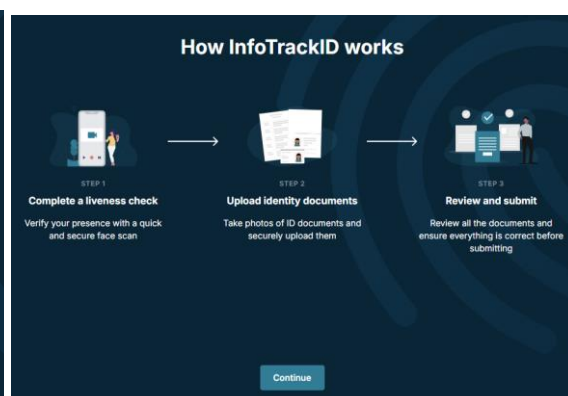 How InfoTrackID works
STEP 1
Complete a liveness check
Verify your presence with a quick
and secure face scan
STEP 2
Upload identity documents
Take photos of ID documents and
securely upload them
STEP 3
Review and submit
Review all the documents and
ensure everything is correct before
submitting
Continue